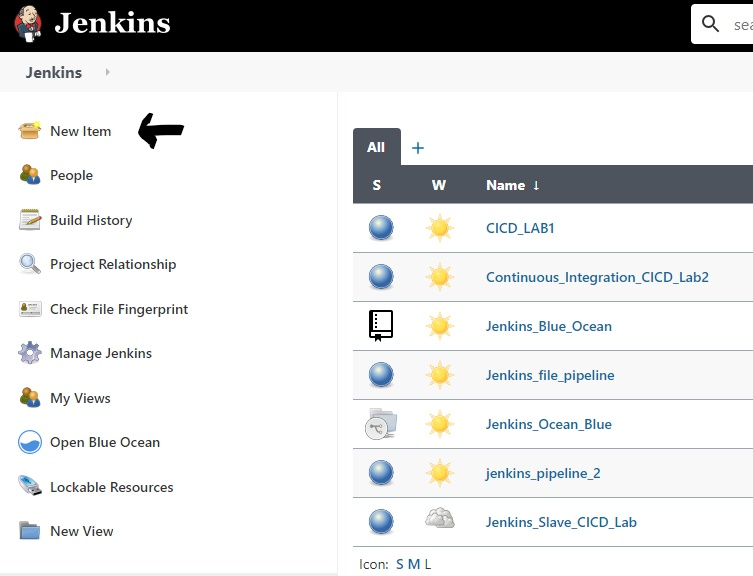 Jenkins
sea
Jenkins
New Item
People
Build History
Project Relationship
Check File Fingerprint
Manage Jenkins
My Views
Open Blue Ocean
Lockable Resources
New View
All +
S W Name ↓
CICD_LAB1
Continuous_Integration_CICD_Lab2
Jenkins_Blue_Ocean
Jenkins_file_pipeline
Jenkins_Ocean_Blue
jenkins_pipeline_2
Jenkins_Slave_CICD_Lab
Icon: S M L